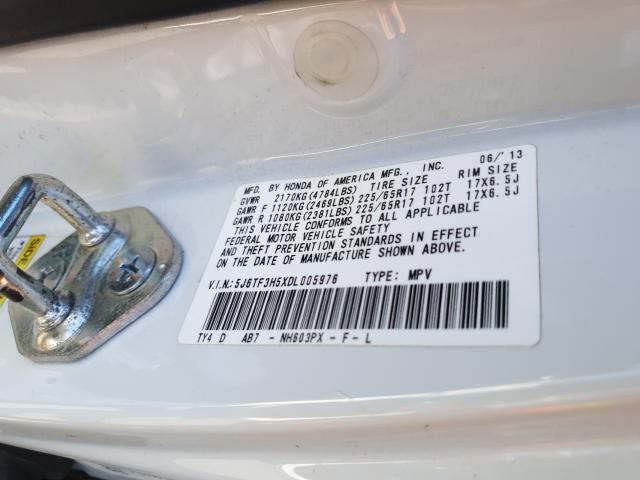 MFD. BY HONDA OF AMERICA MFG., INC. 06/'13
GVWR 2170KG(4784LBS) TIRE SIZE RIM SIZE
GAWR F 1120KG(2469LBS) 225/65R17 102T 17X6.5J
GAWR R 1080KG(2381LBS) 225/65R17 102T 17X6.5J
THIS VEHICLE CONFORMS TO ALL APPLICABLE
FEDERAL MOTOR VEHICLE SAFETY
AND THEFT PREVENTION STANDARDS IN EFFECT
ON THE DATE OF MANUFACTURE SHOWN ABOVE.
V.I.N.:5J6TF3H5XDL005976 TYPE: MPV
TY4 D AB7 - NH603PX - F - L
SIDE